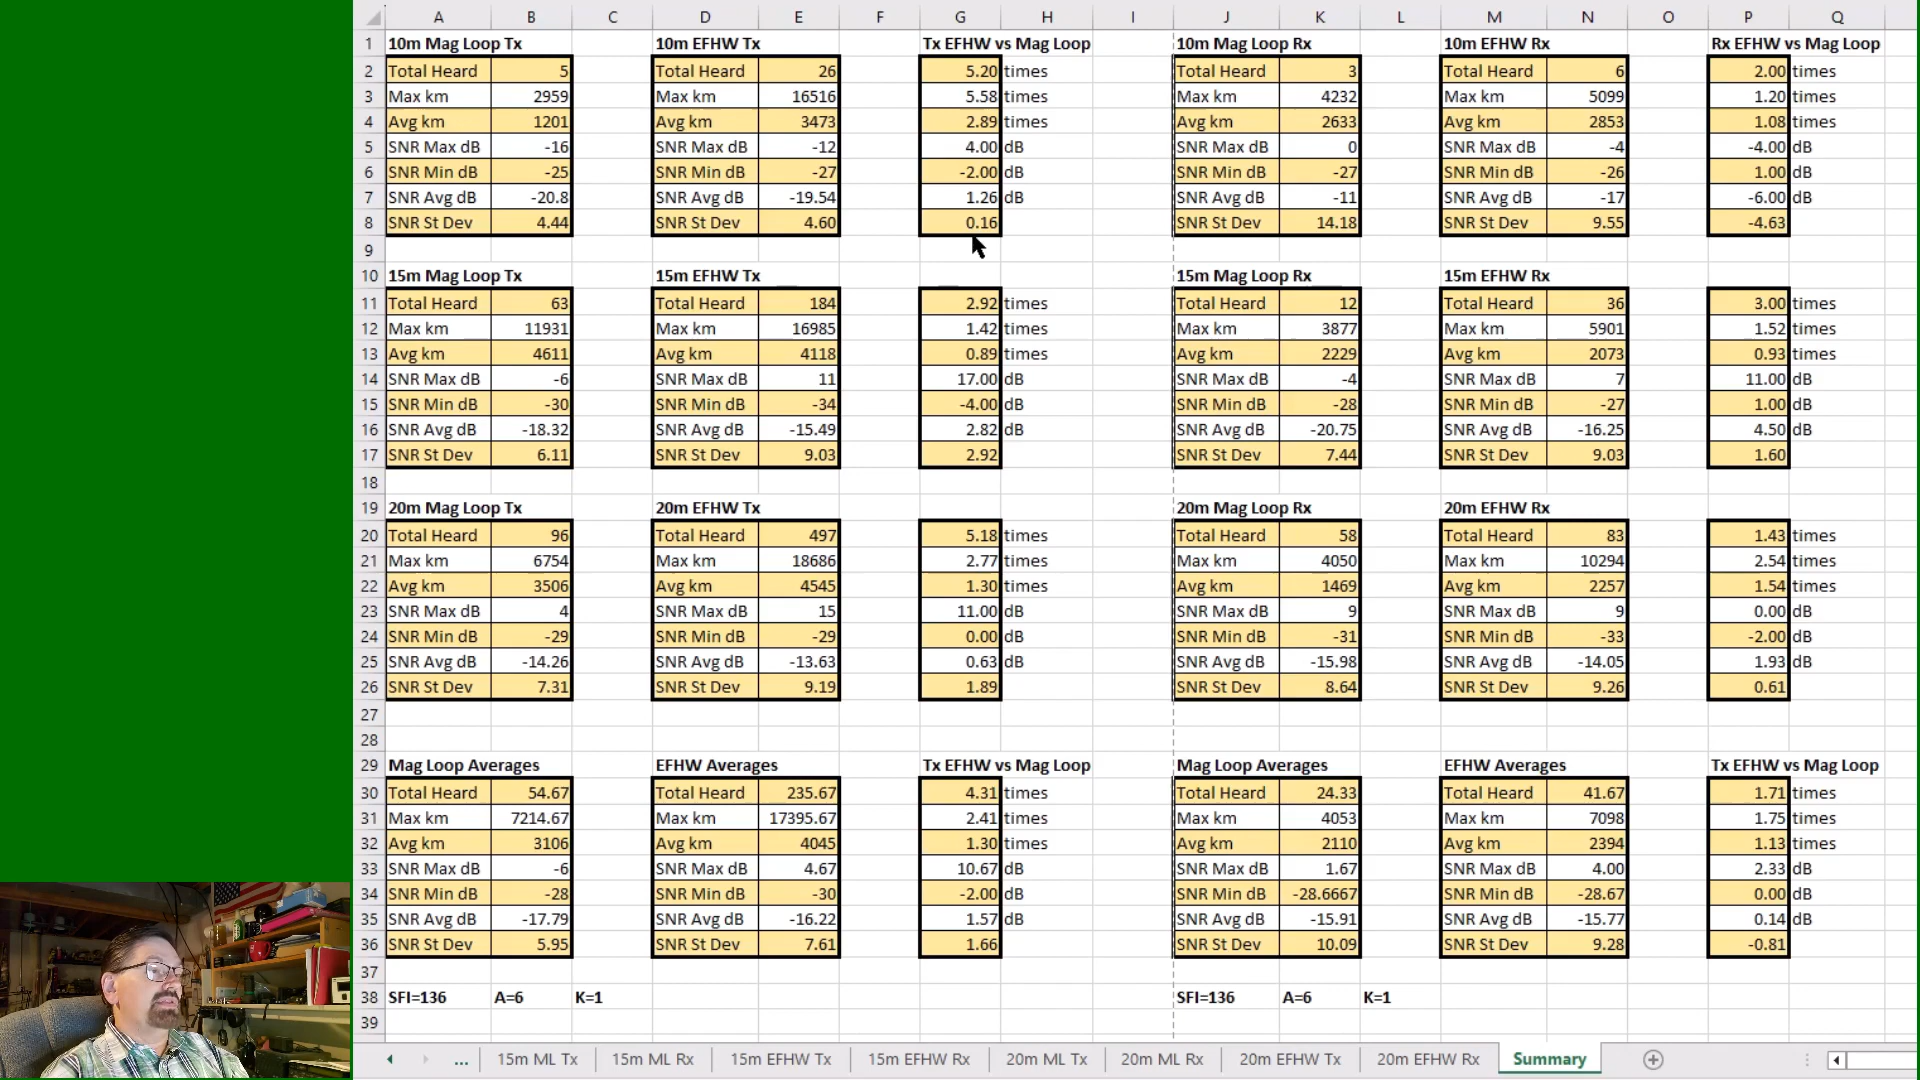 A B C D E F G H I J K L M N O P Q
1 10m Mag Loop Tx 10m EFHW Tx Tx EFHW vs Mag Loop 10m Mag Loop Rx 10m EFHW Rx Rx EFHW vs Mag Loop
2 Total Heard 5 Total Heard 26 5.20 times Total Heard 3 Total Heard 6 2.00 times
3 Max km 2959 Max km 16516 5.58 times Max km 4232 Max km 5099 1.20 times
4 Avg km 1201 Avg km 3473 2.89 times Avg km 2633 Avg km 2853 1.08 times
5 SNR Max dB -16 SNR Max dB -12 4.00 dB SNR Max dB 0 SNR Max dB -4 -4.00 dB
6 SNR Min dB -25 SNR Min dB -27 -2.00 dB SNR Min dB -27 SNR Min dB -26 1.00 dB
7 SNR Avg dB -20.8 SNR Avg dB -19.54 1.26 dB SNR Avg dB -11 SNR Avg dB -17 -6.00 dB
8 SNR St Dev 4.44 SNR St Dev 4.60 0.16 SNR St Dev 14.18 SNR St Dev 9.55 -4.63
9
10 15m Mag Loop Tx 15m EFHW Tx 15m Mag Loop Rx 15m EFHW Rx
11 Total Heard 63 Total Heard 184 2.92 times Total Heard 12 Total Heard 36 3.00 times
12 Max km 11931 Max km 16985 1.42 times Max km 3877 Max km 5901 1.52 times
13 Avg km 4611 Avg km 4118 0.89 times Avg km 2229 Avg km 2073 0.93 times
14 SNR Max dB -6 SNR Max dB 11 17.00 dB SNR Max dB -4 SNR Max dB 7 11.00 dB
15 SNR Min dB -30 SNR Min dB -34 -4.00 dB SNR Min dB -28 SNR Min dB -27 1.00 dB
16 SNR Avg dB -18.32 SNR Avg dB -15.49 2.82 dB SNR Avg dB -20.75 SNR Avg dB -16.25 4.50 dB
17 SNR St Dev 6.11 SNR St Dev 9.03 2.92 SNR St Dev 7.44 SNR St Dev 9.03 1.60
18
19 20m Mag Loop Tx 20m EFHW Tx 20m Mag Loop Rx 20m EFHW Rx
20 Total Heard 96 Total Heard 497 5.18 times Total Heard 58 Total Heard 83 1.43 times
21 Max km 6754 Max km 18686 2.77 times Max km 4050 Max km 10294 2.54 times
22 Avg km 3506 Avg km 4545 1.30 times Avg km 1469 Avg km 2257 1.54 times
23 SNR Max dB 4 SNR Max dB 15 11.00 dB SNR Max dB 9 SNR Max dB 9 0.00 dB
24 SNR Min dB -29 SNR Min dB -29 0.00 dB SNR Min dB -31 SNR Min dB -33 -2.00 dB
25 SNR Avg dB -14.26 SNR Avg dB -13.63 0.63 dB SNR Avg dB -15.98 SNR Avg dB -14.05 1.93 dB
26 SNR St Dev 7.31 SNR St Dev 9.19 1.89 SNR St Dev 8.64 SNR St Dev 9.26 0.61
27
28
29 Mag Loop Averages EFHW Averages Tx EFHW vs Mag Loop Mag Loop Averages EFHW Averages Tx EFHW vs Mag Loop
30 Total Heard 54.67 Total Heard 235.67 4.31 times Total Heard 24.33 Total Heard 41.67 1.71 times
31 Max km 7214.67 Max km 17395.67 2.41 times Max km 4053 Max km 7098 1.75 times
32 Avg km 3106 Avg km 4045 1.30 times Avg km 2110 Avg km 2394 1.13 times
33 SNR Max dB -6 SNR Max dB 4.67 10.67 dB SNR Max dB 1.67 SNR Max dB 4.00 2.33 dB
34 SNR Min dB -28 SNR Min dB -30 -2.00 dB SNR Min dB -28.6667 SNR Min dB -28.67 0.00 dB
35 SNR Avg dB -17.79 SNR Avg dB -16.22 1.57 dB SNR Avg dB -15.91 SNR Avg dB -15.77 0.14 dB
36 SNR St Dev 5.95 SNR St Dev 7.61 1.66 SNR St Dev 10.09 SNR St Dev 9.28 -0.81
37
38 SFI=136 A=6 K=1 SFI=136 A=6 K=1
39
... 15m ML Tx 15m ML Rx 15m EFHW Tx 15m EFHW Rx 20m ML Tx 20m ML Rx 20m EFHW Tx 20m EFHW Rx Summary